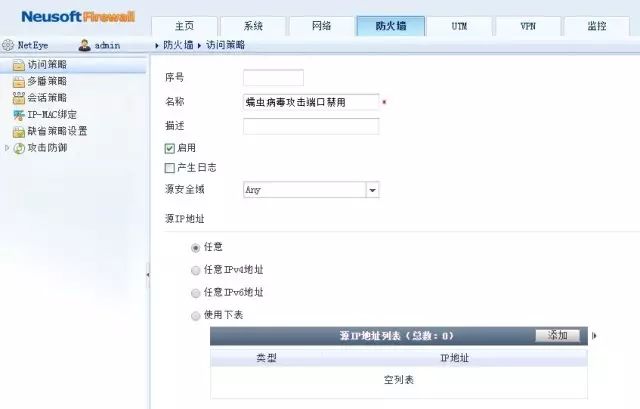 Neusoft Firewall
主页 系统 网络 防火墙 UTM VPN 监控
NetEye admin 防火墙 访问策略
访问策略
多播策略
会话策略
IP-MAC绑定
缺省策略设置
攻击防御
序号
名称 蠕虫病毒攻击端口禁用 *
描述
启用
产生日志
源安全域 Any
源IP地址
任意
任意IPv4地址
任意IPv6地址
使用下表
源IP地址列表（总数：0） 添加
类型 IP地址
空列表